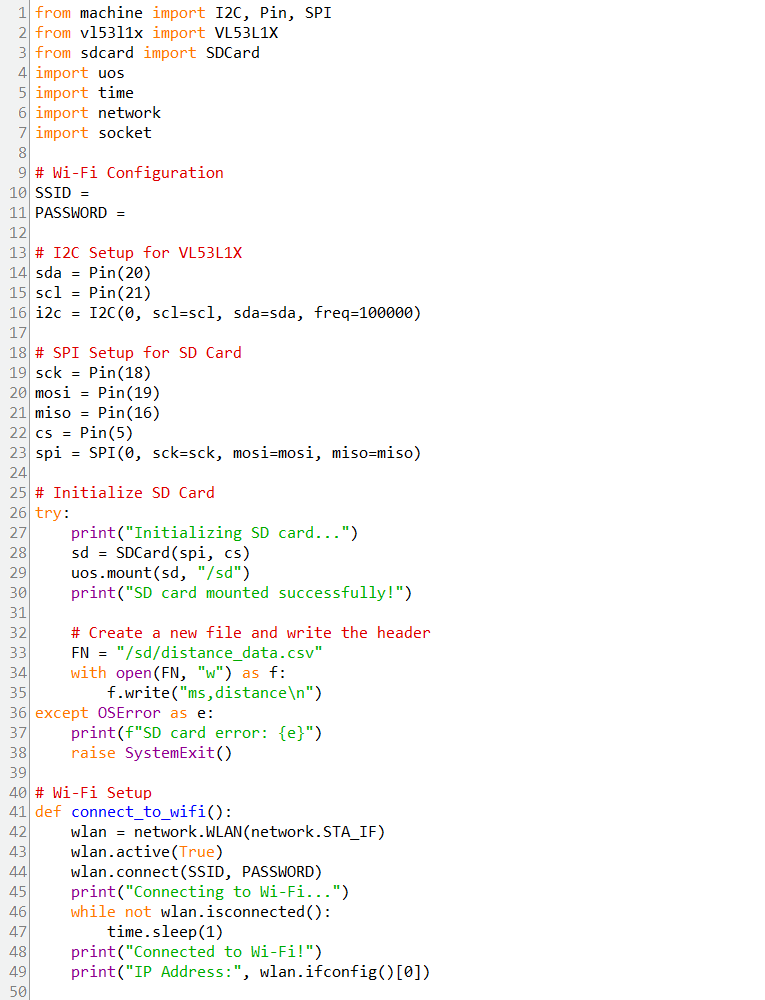 1 from machine import I2C, Pin, SPI
2 from vl53l1x import VL53L1X
3 from sdcard import SDCard
4 import uos
5 import time
6 import network
7 import socket
8
9 # Wi-Fi Configuration
10 SSID =
11 PASSWORD =
12
13 # I2C Setup for VL53L1X
14 sda = Pin(20)
15 scl = Pin(21)
16 i2c = I2C(0, scl=scl, sda=sda, freq=100000)
17
18 # SPI Setup for SD Card
19 sck = Pin(18)
20 mosi = Pin(19)
21 miso = Pin(16)
22 cs = Pin(5)
23 spi = SPI(0, sck=sck, mosi=mosi, miso=miso)
24
25 # Initialize SD Card
26 try:
27     print("Initializing SD card...")
28     sd = SDCard(spi, cs)
29     uos.mount(sd, "/sd")
30     print("SD card mounted successfully!")
31
32     # Create a new file and write the header
33     FN = "/sd/distance_data.csv"
34     with open(FN, "w") as f:
35         f.write("ms,distance\n")
36 except OSError as e:
37     print(f"SD card error: {e}")
38     raise SystemExit()
39
40 # Wi-Fi Setup
41 def connect_to_wifi():
42     wlan = network.WLAN(network.STA_IF)
43     wlan.active(True)
44     wlan.connect(SSID, PASSWORD)
45     print("Connecting to Wi-Fi...")
46     while not wlan.isconnected():
47         time.sleep(1)
48     print("Connected to Wi-Fi!")
49     print("IP Address:", wlan.ifconfig()[0])
50